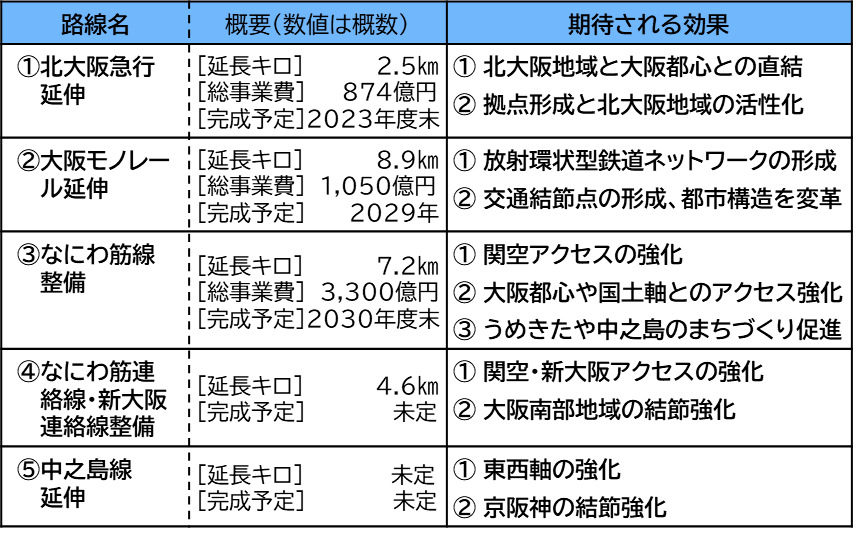 路線名 概要(数値は概数) 期待される効果
①北大阪急行
延伸
[延長キロ] 2.5㎞
[総事業費] 874億円
[完成予定]2023年度末
① 北大阪地域と大阪都心との直結
② 拠点形成と北大阪地域の活性化
②大阪モノレー
ル延伸
[延長キロ] 8.9㎞
[総事業費] 1,050億円
[完成予定] 2029年
① 放射環状型鉄道ネットワークの形成
② 交通結節点の形成、都市構造を変革
③なにわ筋線
整備
[延長キロ] 7.2㎞
[総事業費] 3,300億円
[完成予定]2030年度末
① 関空アクセスの強化
② 大阪都心や国土軸とのアクセス強化
③ うめきたや中之島のまちづくり促進
④なにわ筋連
絡線・新大阪
連絡線整備
[延長キロ] 4.6㎞
[完成予定] 未定
① 関空・新大阪アクセスの強化
② 大阪南部地域の結節強化
⑤中之島線
延伸
[延長キロ] 未定
[完成予定] 未定
① 東西軸の強化
② 京阪神の結節強化